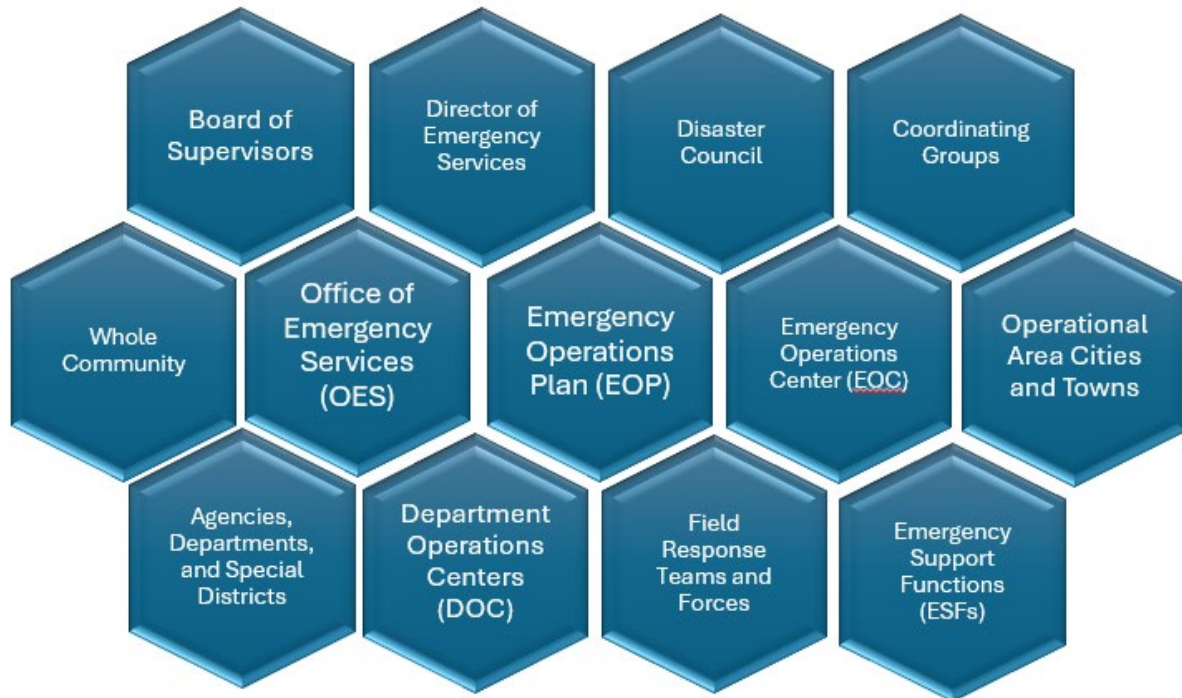 Board of
Supervisors
Director of
Emergency
Services
Disaster
Council
Coordinating
Groups
Whole
Community
Office of
Emergency
Services
(OES)
Emergency
Operations
Plan (EOP)
Emergency
Operations
Center (EOC)
Operational
Area Cities
and Towns
Agencies,
Departments,
and Special
Districts
Department
Operations
Centers
(DOC)
Field
Response
Teams and
Forces
Emergency
Support
Functions
(ESFs)